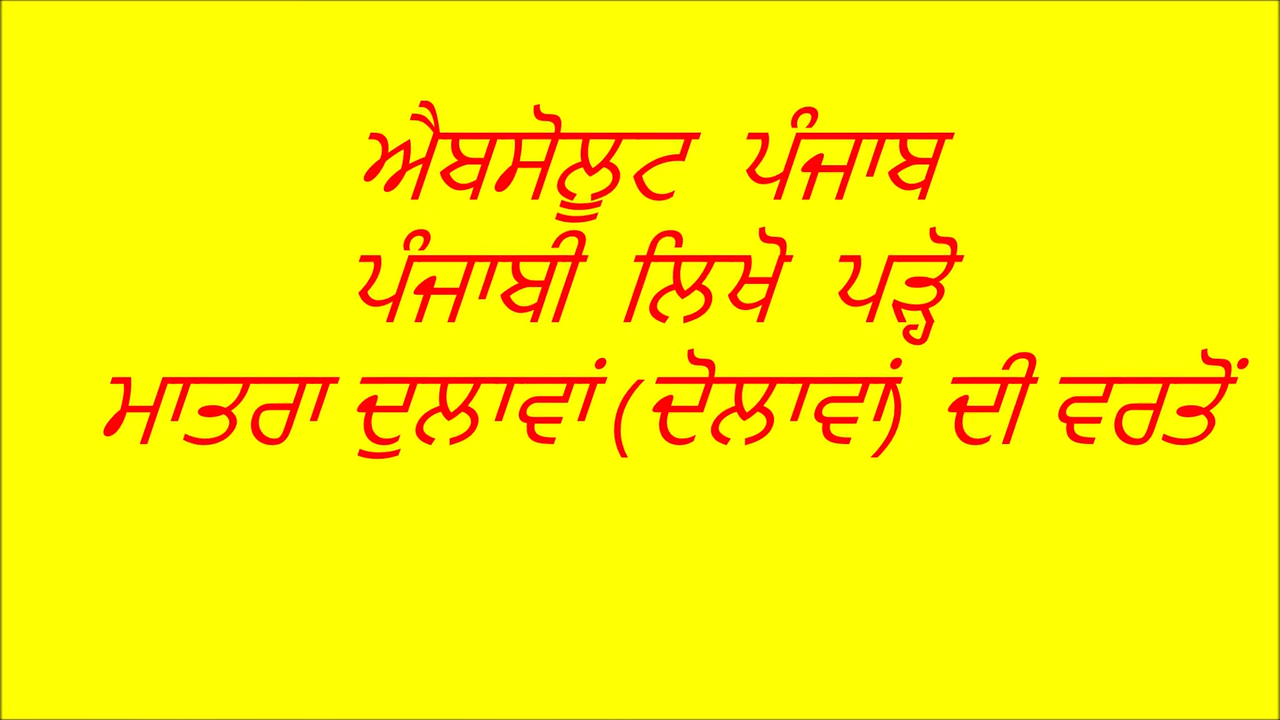 ਐਬਸੋਲੂਟ ਪੰਜਾਬ
ਪੰਜਾਬੀ ਲਿਖੋ ਪੜ੍ਹੋ
ਮਾਤਰਾ ਦੁਲਾਵਾਂ (ਦੋਲਾਵਾਂ) ਦੀ ਵਰਤੋਂ